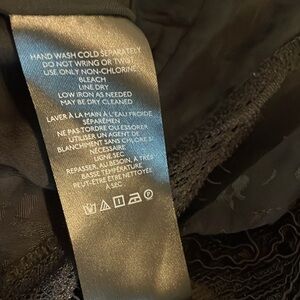 HAND WASH COLD SEPARATELY
DO NOT WRING OR TWIST
USE ONLY NON-CHLORINE
BLEACH
LINE DRY
LOW IRON AS NEEDED
MAY BE DRY CLEANED
LAVER À LA MAIN À L'EAU FROIDE
SÉPARÉMEN
NE PAS TORDRE OU ESSORER
UTILISER UN AGENT DE
BLANCHIMENT SANS CHLORE SI
NÉCESSAIRE
LIGNE SEC
REPASSER, AU BESOIN, À TRÈS
BASSE TEMPÉRATURE
PEUT-ÊTRE ÊTRE NETTOYÉE
À SEC